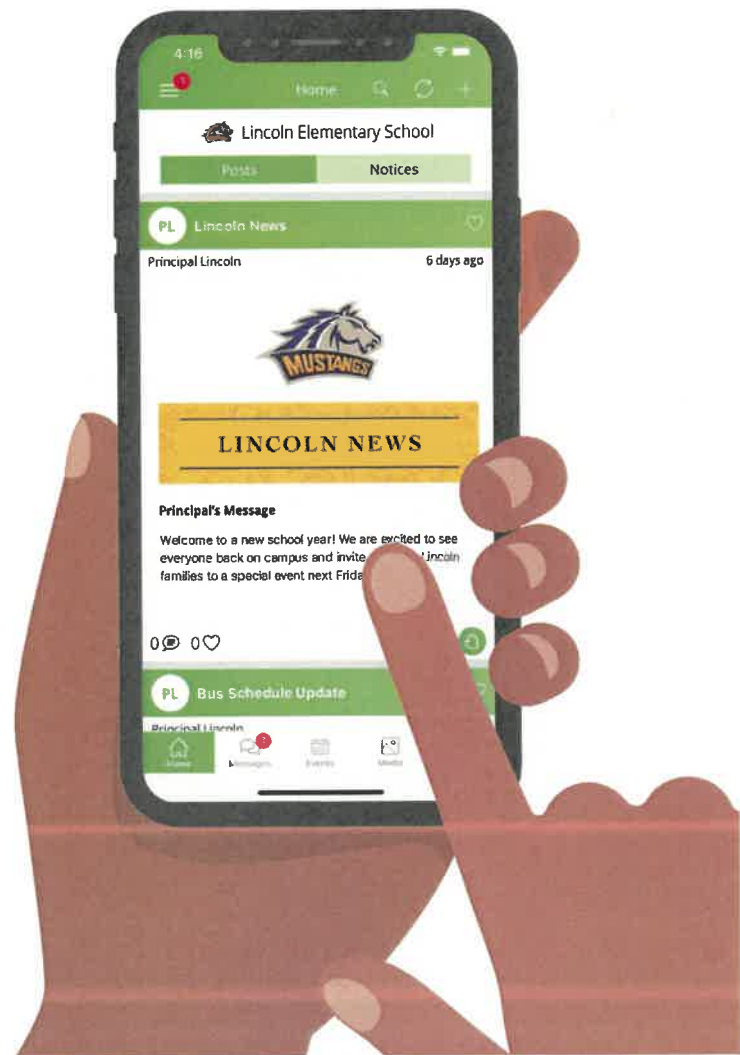 4:16
1
Home
Lincoln Elementary School
Posts
Notices
PL
Lincoln News
Principal Lincoln
6 days ago
MUSTANGS
LINCOLN NEWS
Principal's Message
Welcome to a new school year! We are excited to see
everyone back on campus and invite Lincoln
families to a special event next Frida
0 0
PL
Bus Schedule Update
Principal Lincoln
Home
Messages
Events
Media